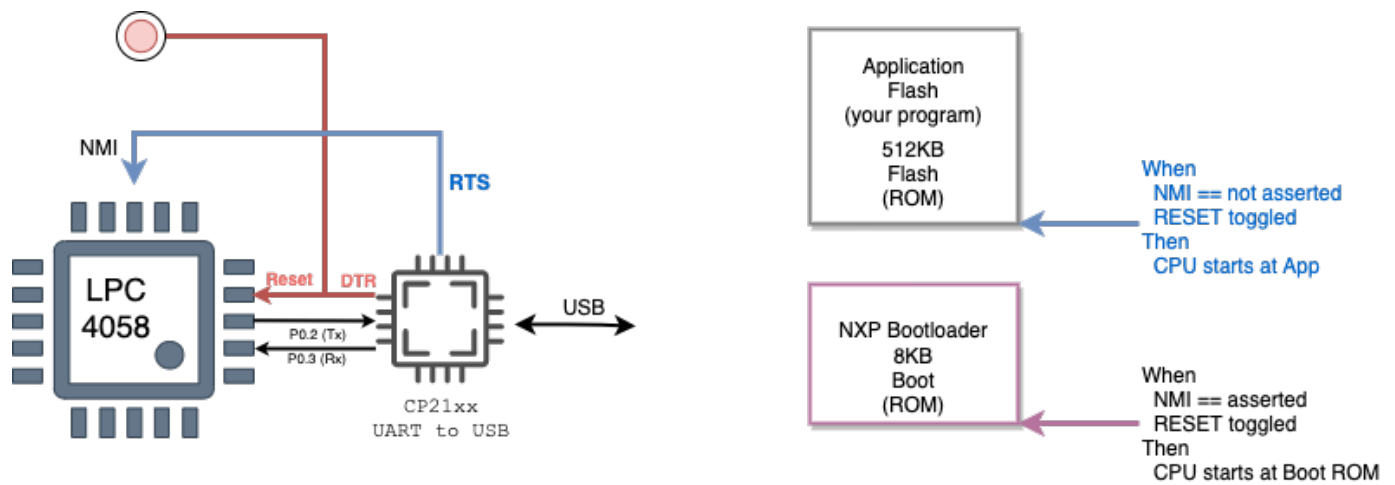 NMI
RTS
Reset
DTR
LPC
4058
P0.2 (Tx)
P0.3 (Rx)
USB
CP21xx
UART to USB
Application
Flash
(your program)
512KB
Flash
(ROM)
When
NMI == not asserted
RESET toggled
Then
CPU starts at App
NXP Bootloader
8KB
Boot
(ROM)
When
NMI == asserted
RESET toggled
Then
CPU starts at Boot ROM